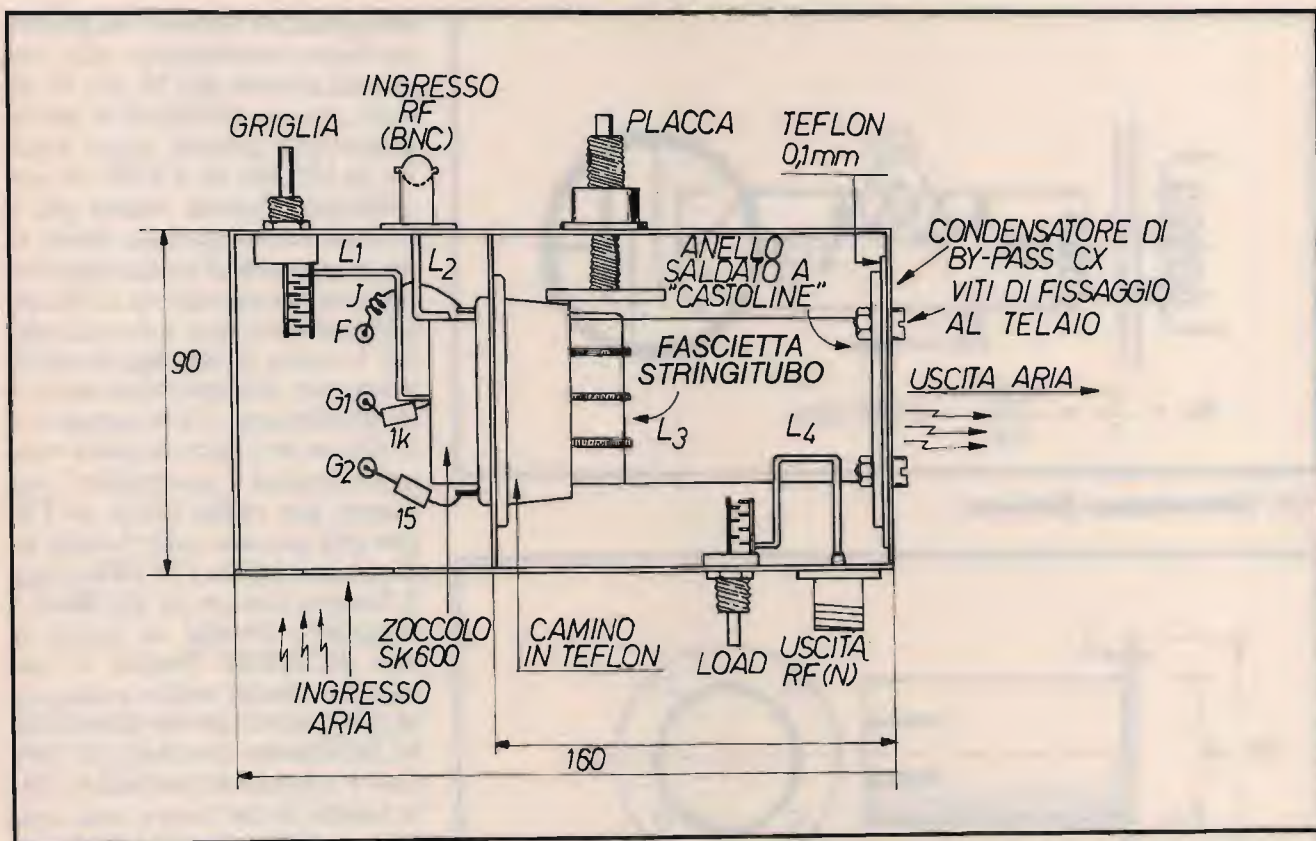 INGRESSO
RF
(BNC)
GRIGLIA
PLACCA
TEFLON
0,1mm
L1
L2
J
F
ANELLO
SALDATO A
"CASTOLINE"
CONDENSATORE DI
BY-PASS CX
VITI DI FISSAGGIO
AL TELAIO
90
FASCIETTA
STRINGITUBO
USCITA ARIA
G1
1k
L3
L4
G2
15
ZOCCOLO
SK600
CAMINO
IN TEFLON
LOAD
USCITA
RF(N)
INGRESSO
ARIA
160